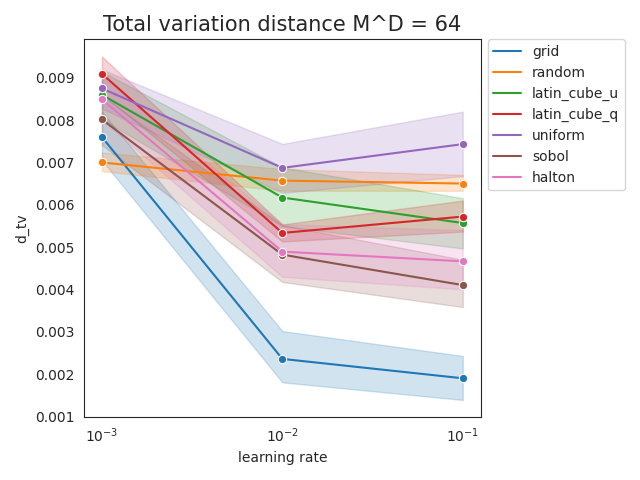 Total variation distance M^D = 64
d_tv
0.009
0.008
0.007
0.006
0.005
0.004
0.003
0.002
0.001
10⁻³
10⁻²
10⁻¹
learning rate
grid
random
latin_cube_u
latin_cube_q
uniform
sobol
halton